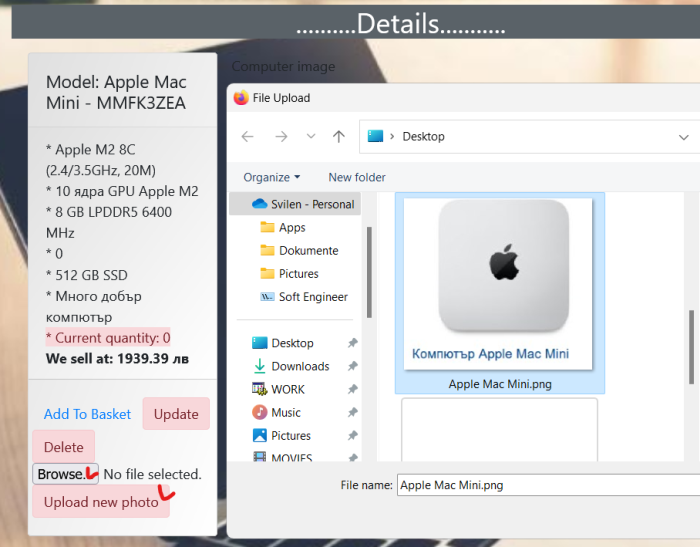 ..........Details...........
Model: Apple Mac
Mini - MMFK3ZEA
* Apple M2 8C
(2.4/3.5GHz, 20M)
* 10 ядра GPU Apple M2
* 8 GB LPDDR5 6400
MHz
* 0
* 512 GB SSD
* Много добър
компютър
* Current quantity: 0
We sell at: 1939.39 лв
Add To Basket
Update
Delete
Browse..
No file selected.
Upload new photo
Computer image
File Upload
Desktop
Organize
New folder
Svilen - Personal
Apps
Dokumente
Pictures
Soft Engineer
Desktop
Downloads
WORK
Music
Pictures
MOVIES
Компютър Apple Mac Mini
Apple Mac Mini.png
File name:
Apple Mac Mini.png